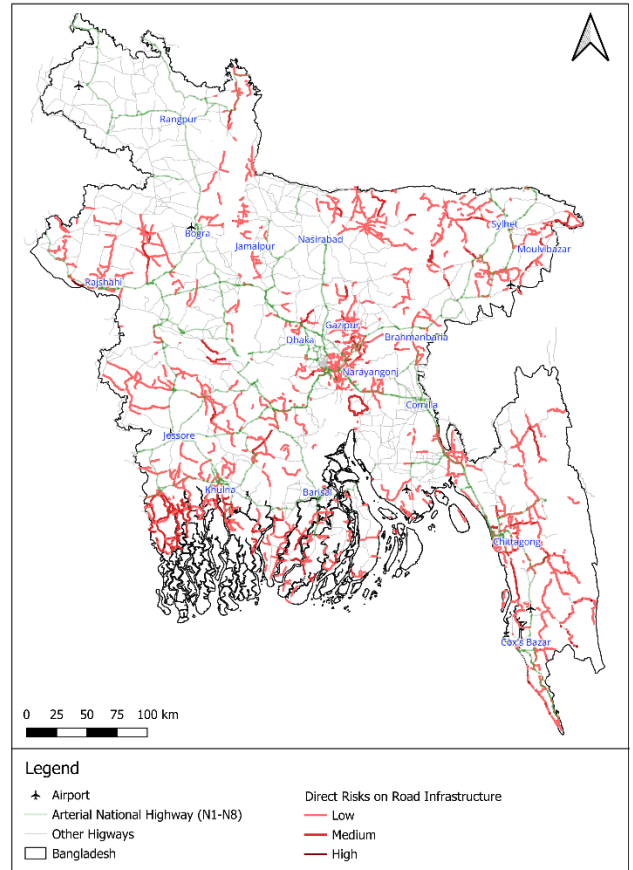 Rangpur
Bogra
Jamalpur
Nasirabad
Sylhet
Moulvibazar
Rajshahi
Gazipur
Dhaka
Brahmanbaria
Narayangonj
Comilla
Jessore
Khulna
Barisal
Chittagong
Cox's Bazar
0 25 50 75 100 km
Legend
Airport
Arterial National Highway (N1-N8)
Other Higways
Bangladesh
Direct Risks on Road Infrastructure
Low
Medium
High